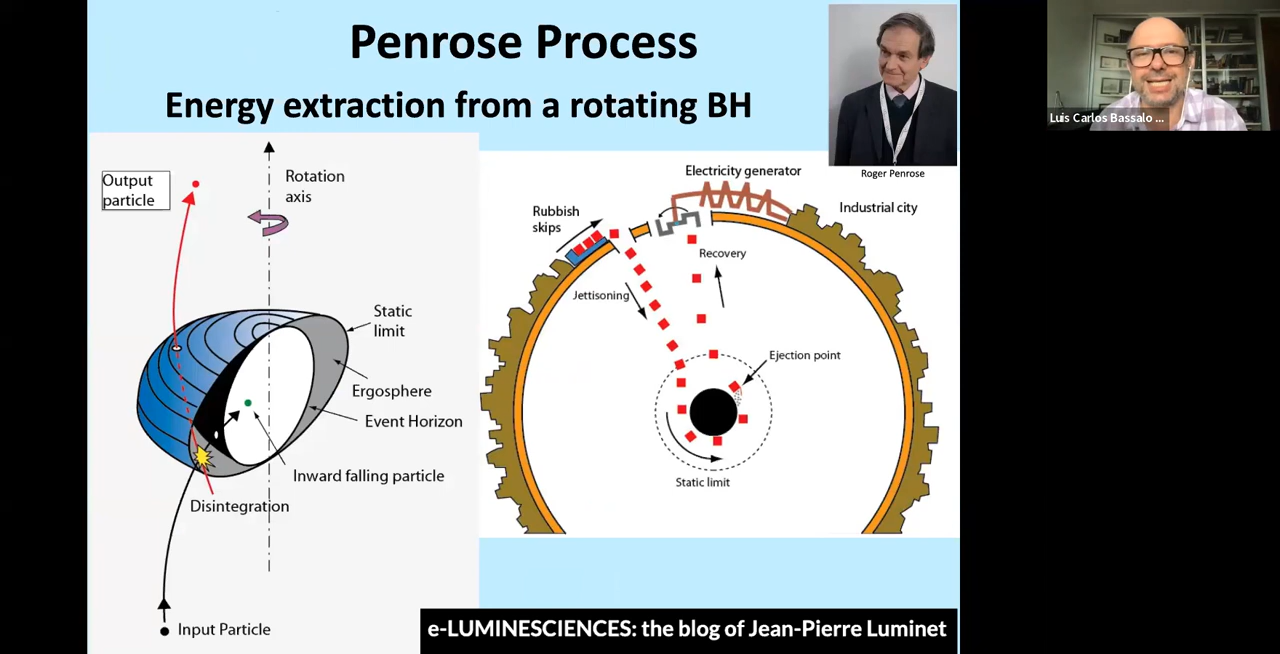 Penrose Process
Energy extraction from a rotating BH
Roger Penrose
Luis Carlos Bassalo ...
Output
particle
Rotation
axis
Static
limit
Ergosphere
Event Horizon
Inward falling particle
Disintegration
Input Particle
Electricity generator
Rubbish
skips
Industrial city
Recovery
Jettisoning
Ejection point
Static limit
e-LUMINESCIENCES: the blog of Jean-Pierre Luminet